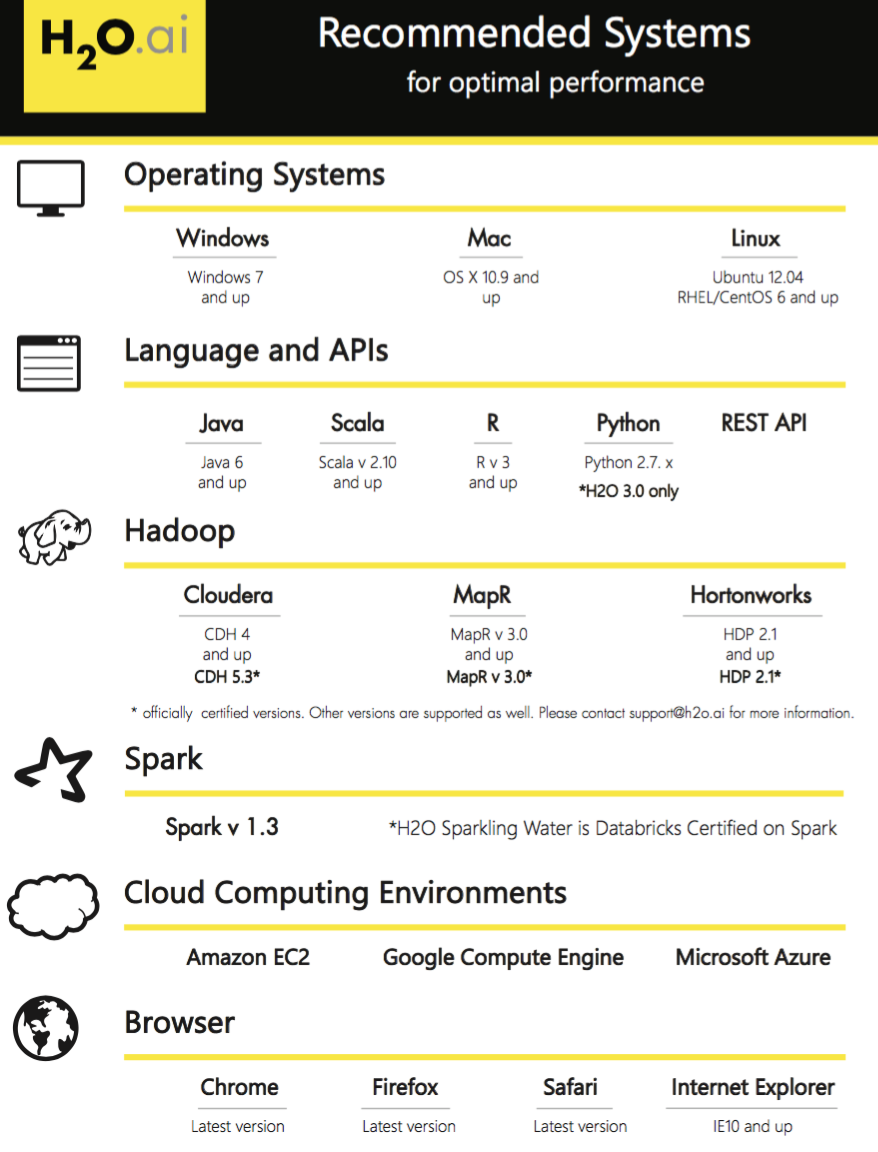 H2O.ai
Recommended Systems
for optimal performance
Operating Systems
Windows Mac Linux
Windows 7 OS X 10.9 and Ubuntu 12.04
and up up RHEL/CentOS 6 and up
Language and APIs
Java Scala R Python REST API
Java 6 Scala v 2.10 R v 3 Python 2.7. x
and up and up and up *H2O 3.0 only
Hadoop
Cloudera MapR Hortonworks
CDH 4 MapR v 3.0 HDP 2.1
and up and up and up
CDH 5.3* MapR v 3.0* HDP 2.1*
* officially certified versions. Other versions are supported as well. Please contact support@h2o.ai for more information.
Spark
Spark v 1.3 *H2O Sparkling Water is Databricks Certified on Spark
Cloud Computing Environments
Amazon EC2 Google Compute Engine Microsoft Azure
Browser
Chrome Firefox Safari Internet Explorer
Latest version Latest version Latest version IE10 and up